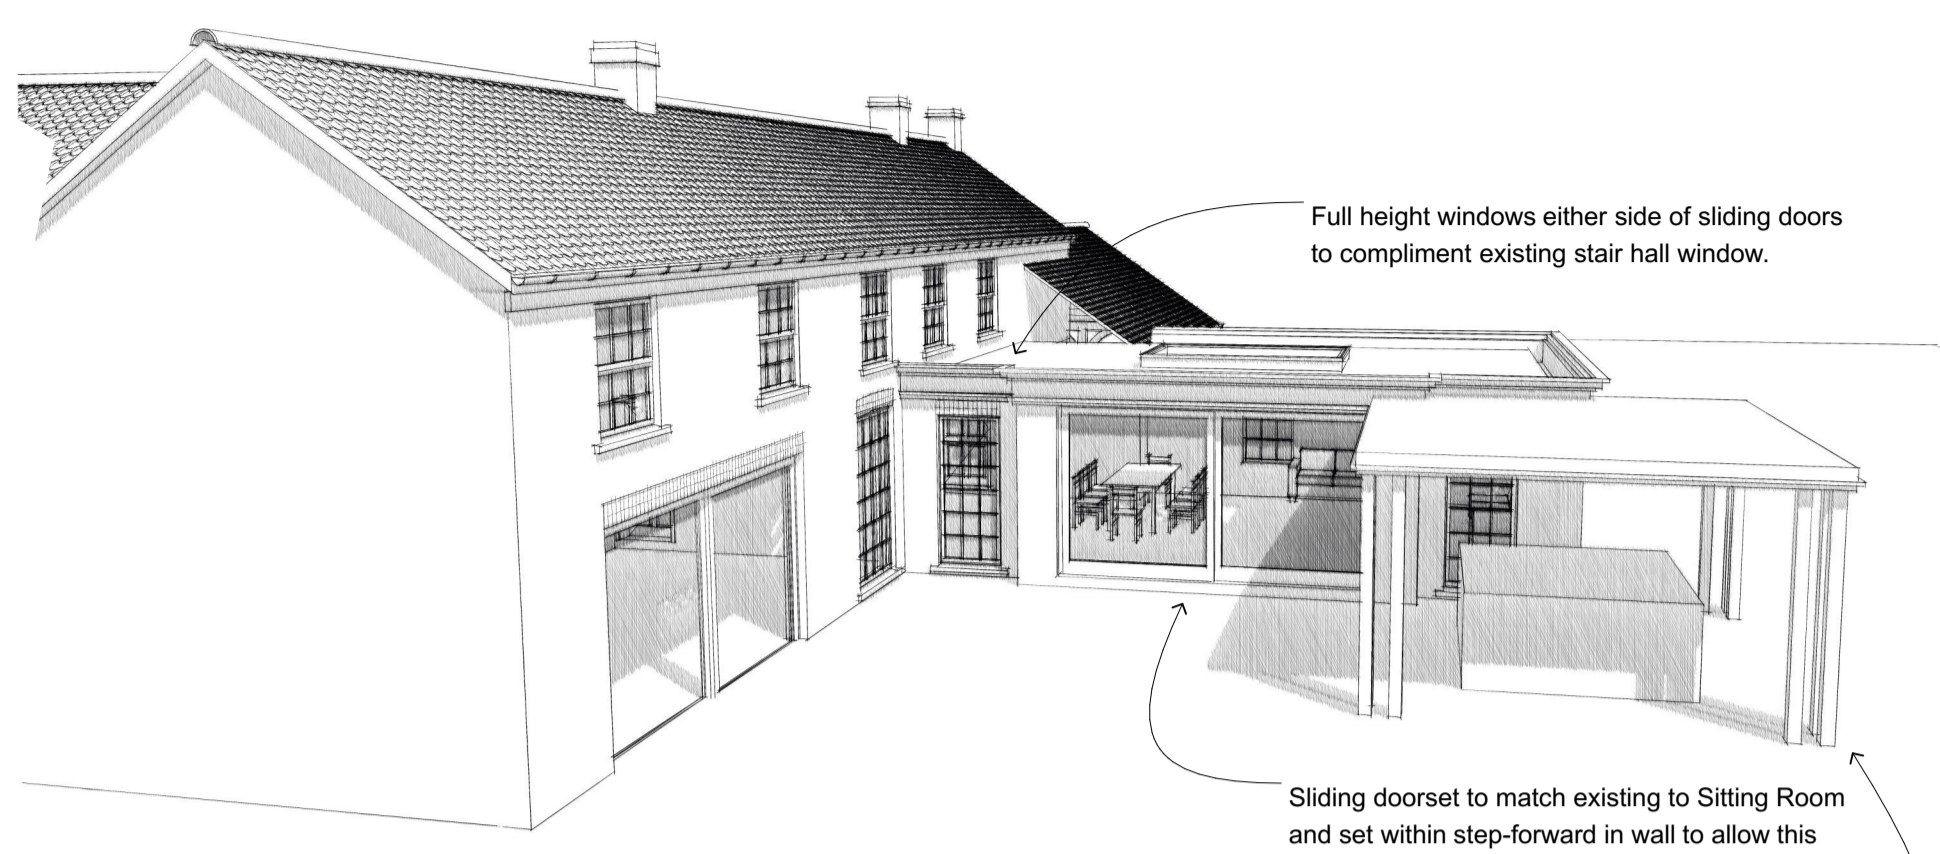 Full height windows either side of sliding doors
to compliment existing stair hall window.
Sliding doorset to match existing to Sitting Room
and set within step-forward in wall to allow this